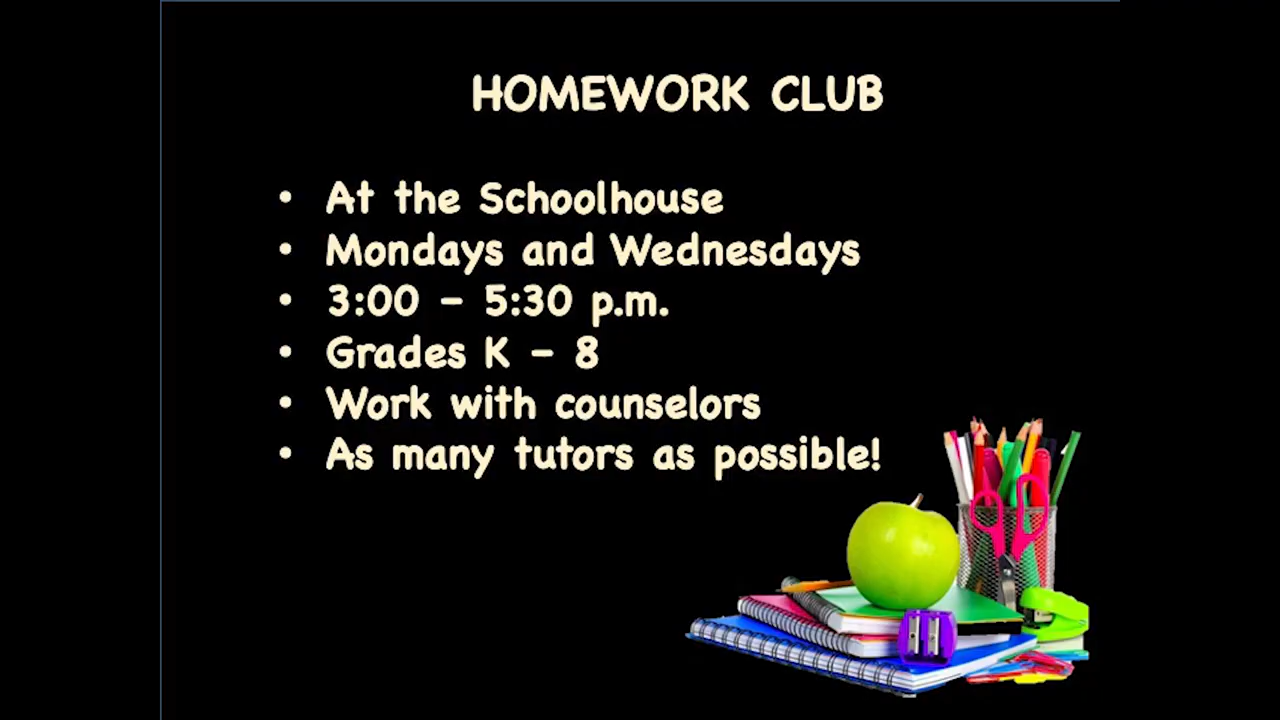 HOMEWORK CLUB
• At the Schoolhouse
• Mondays and Wednesdays
• 3:00 – 5:30 p.m.
• Grades K – 8
• Work with counselors
• As many tutors as possible!